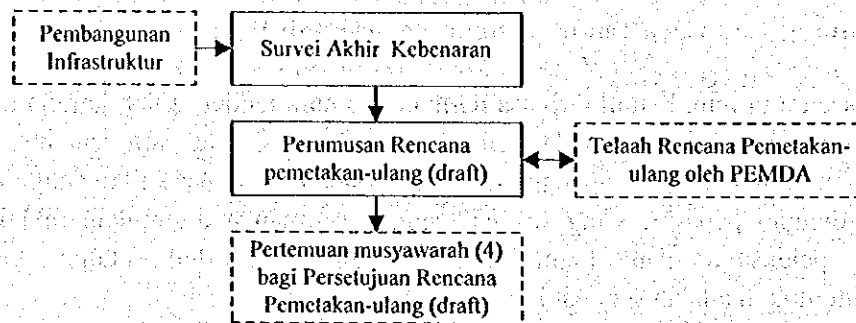 Pembangunan
Infrastruktur
Survei Akhir Kebenaran
Perumusan Rencana
pemetakan-ulang (draft)
Telaah Rencana Pemetakan-
ulang oleh PEMDA
Pertemuan musyawarah (4)
bagi Persetujuan Rencana
Pemetakan-ulang (draft)